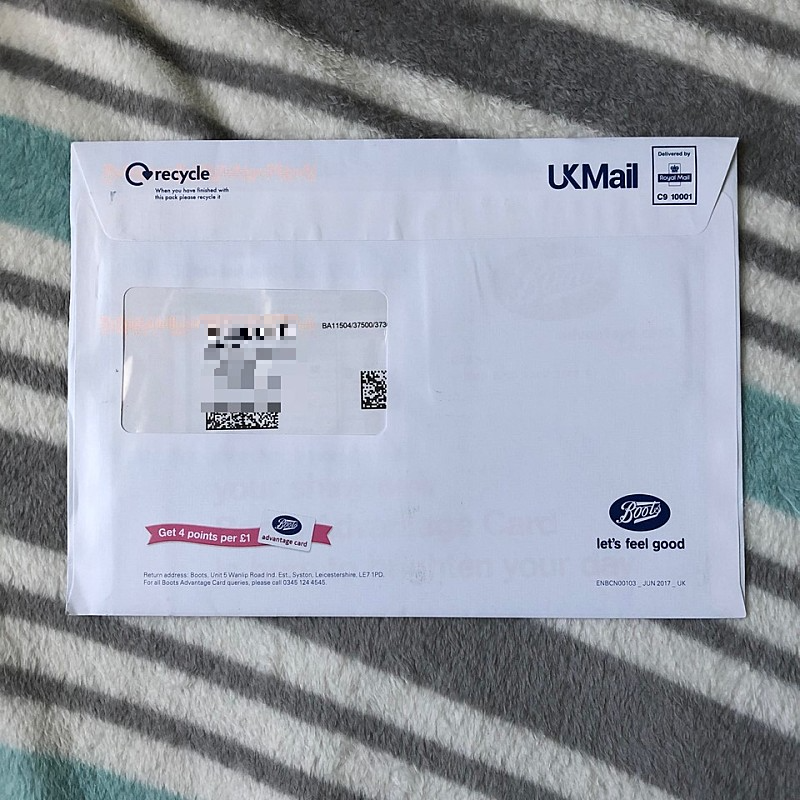 recycle
When you have finished with
this pack please recycle it
UKMail
Delivered by
Royal Mail
C9 10001
BA11504/37500/373
Boots
let's feel good
Get 4 points per £1
Boots
advantage card
Return address: Boots, Unit 5 Wanlip Road Ind. Est., Syston, Leicestershire, LE7 1PD.
For all Boots Advantage Card queries, please call 0345 124 4545.
ENBCN00103 _ JUN 2017 _ UK